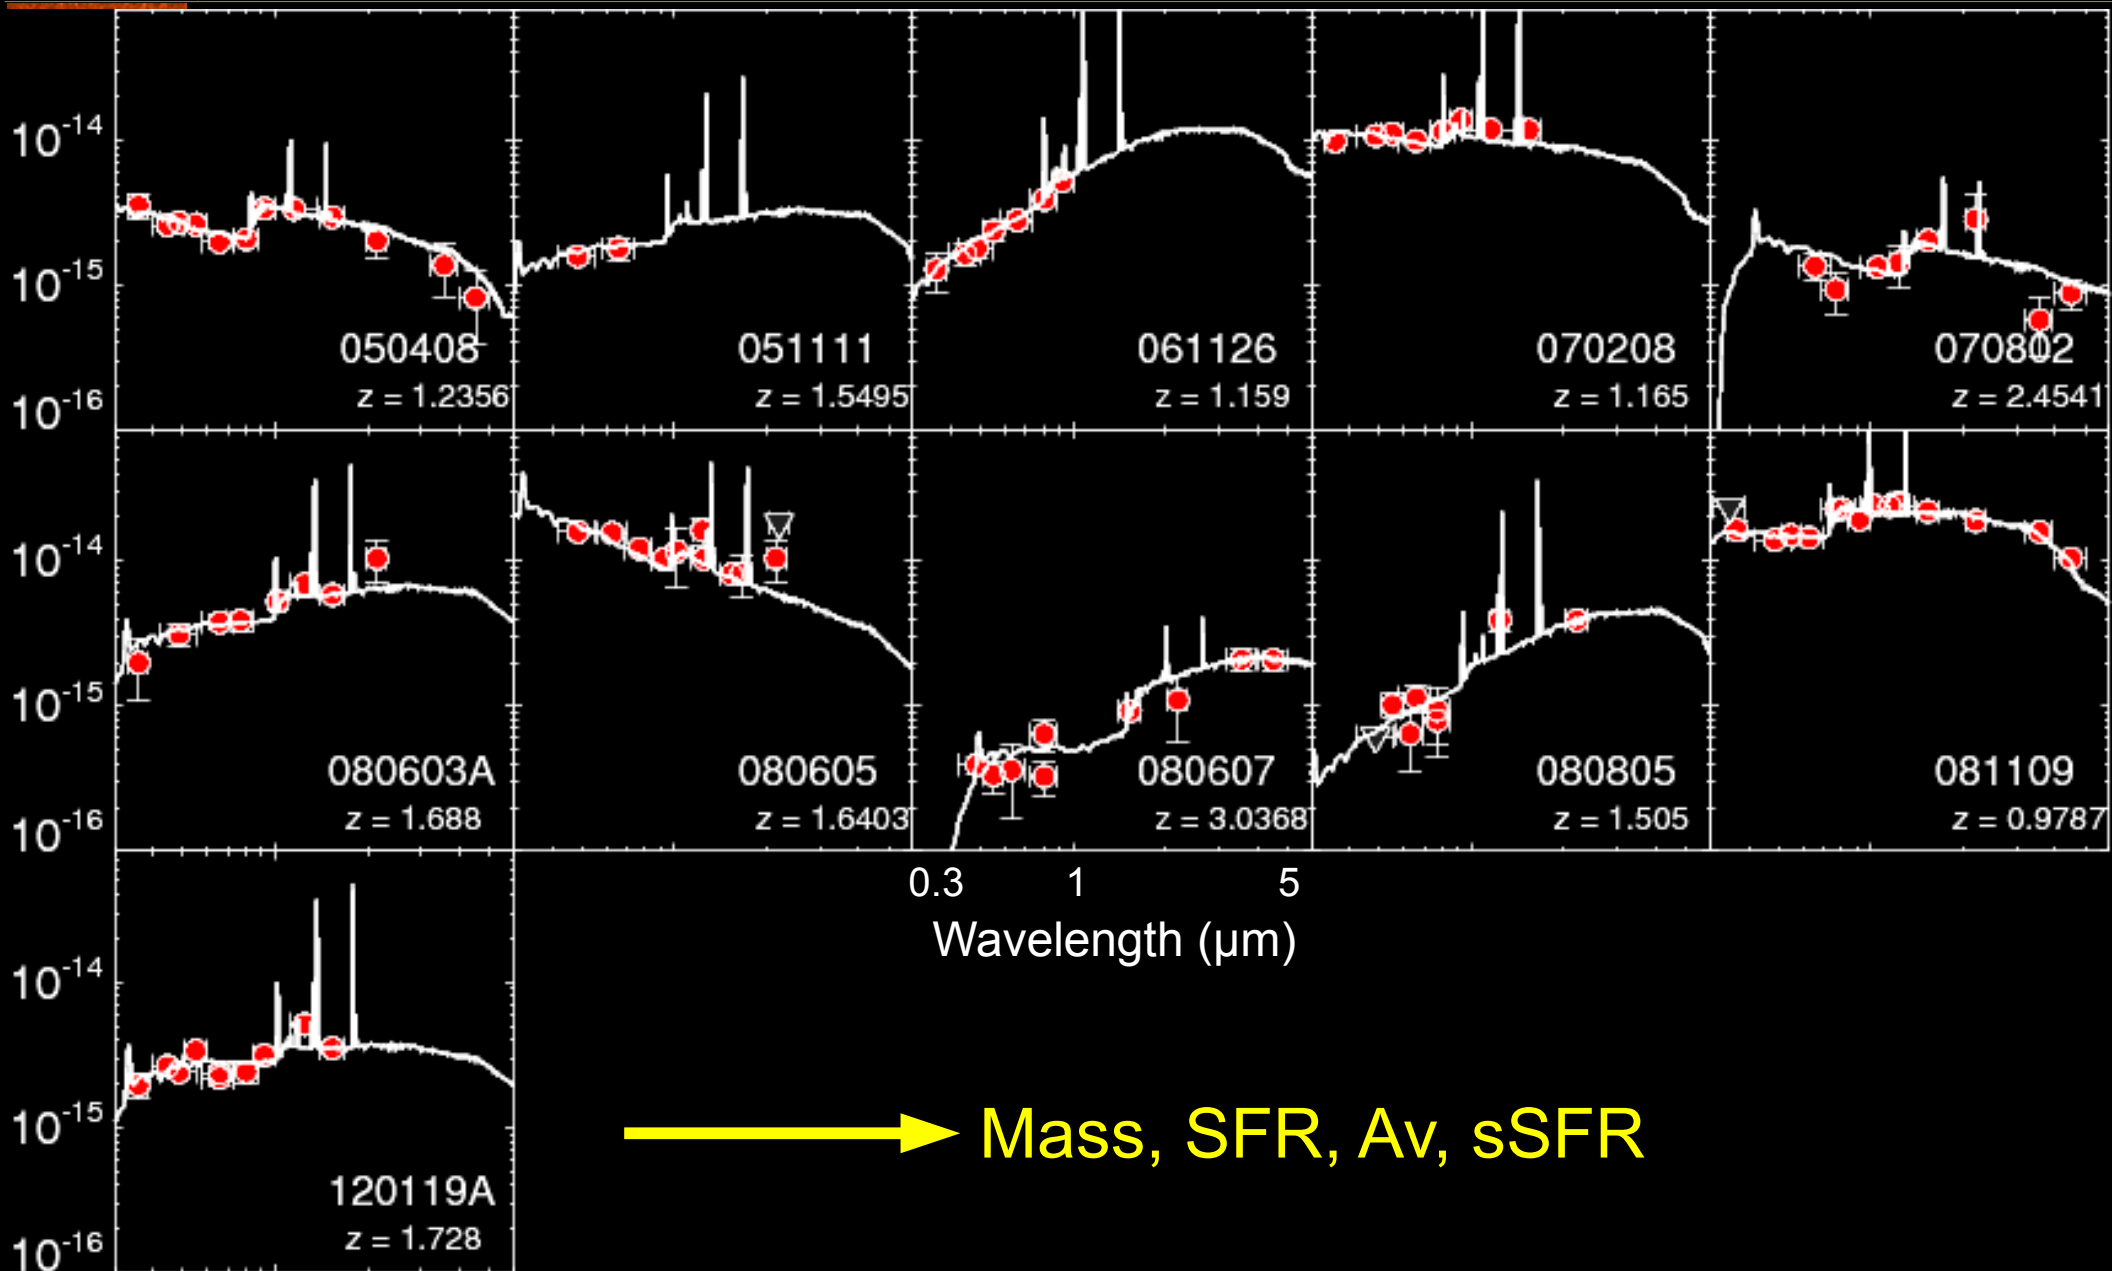 10-14
10-15
10-16
050408
z = 1.2356
051111
z = 1.5495
061126
z = 1.159
070208
z = 1.165
070802
z = 2.4541
10-14
10-15
10-16
080603A
z = 1.688
080605
z = 1.6403
080607
z = 3.0368
080805
z = 1.505
081109
z = 0.9787
0.3 1 5
Wavelength (μm)
10-14
10-15
10-16
120119A
z = 1.728
Mass, SFR, Av, sSFR